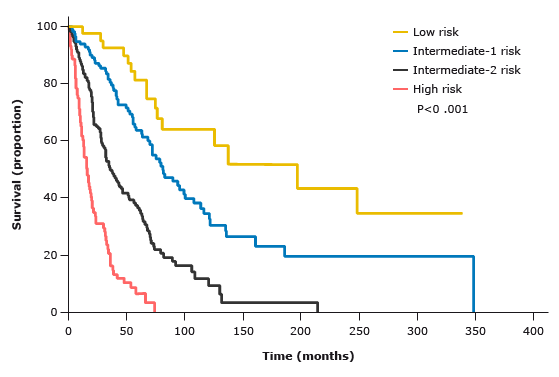 100
80
60
40
20
0
Survival (proportion)
Low risk
Intermediate-1 risk
Intermediate-2 risk
High risk
P<0 .001
0 50 100 150 200 250 300 350 400
Time (months)